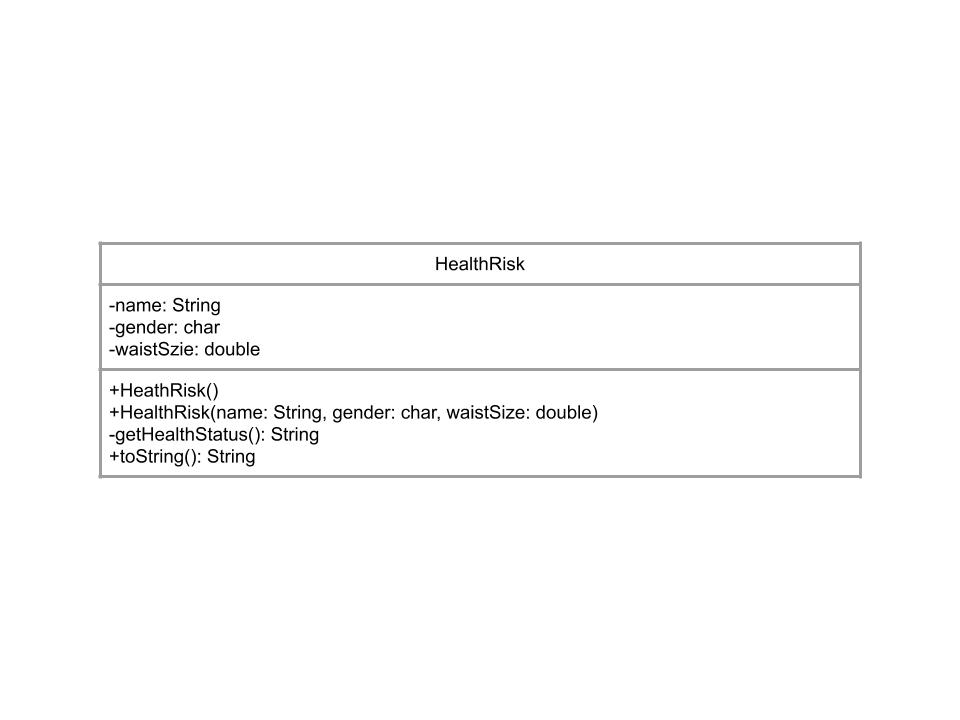 HealthRisk
-name: String
-gender: char
-waistSzie: double
+HeathRisk()
+HealthRisk(name: String, gender: char, waistSize: double)
-getHealthStatus(): String
+toString(): String